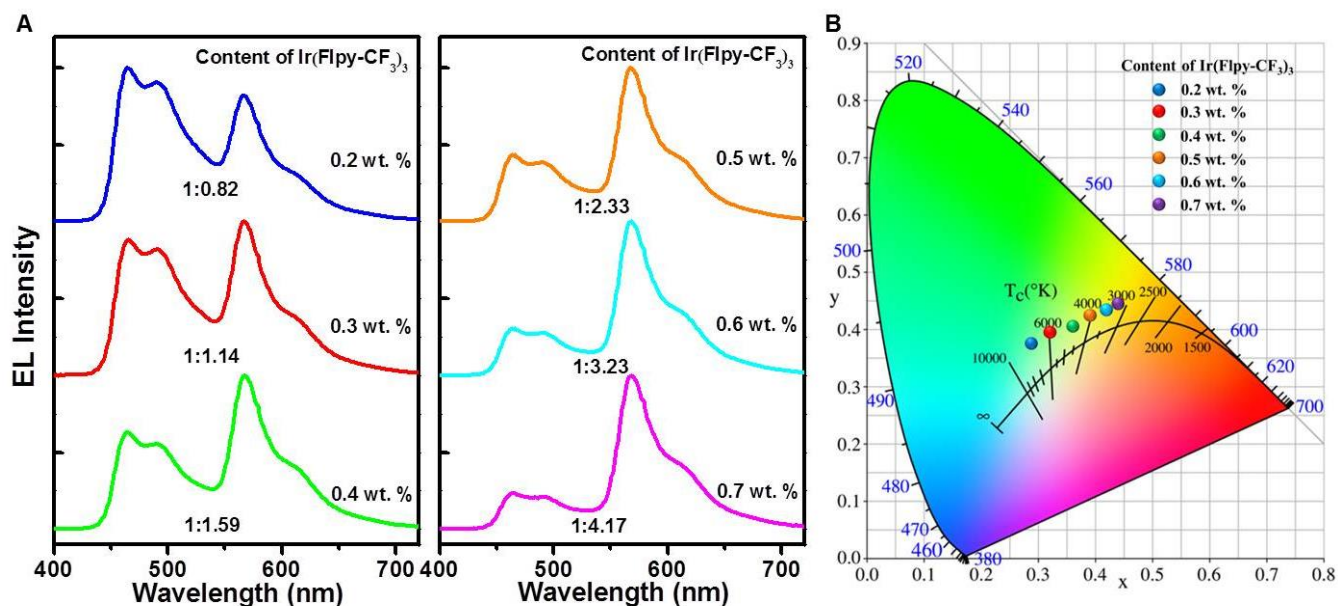 A
Content of Ir(Flpy-CF₃)₃
0.2 wt. %
1:0.82
0.3 wt. %
1:1.14
0.4 wt. %
1:1.59
400 500 600 700
Wavelength (nm)
EL Intensity
Content of Ir(Flpy-CF₃)₃
0.5 wt. %
1:2.33
0.6 wt. %
1:3.23
0.7 wt. %
1:4.17
400 500 600 700
Wavelength (nm)
B
Content of Ir(Flpy-CF₃)₃
0.2 wt. %
0.3 wt. %
0.4 wt. %
0.5 wt. %
0.6 wt. %
0.7 wt. %
0.9
0.8
0.7
0.6
0.5
y
0.4
0.3
0.2
0.1
0.0
0.0 0.1 0.2 0.3 0.4 0.5 0.6 0.7 0.8
x
520
540
560
580
600
620
700
500
490
480
470
460
380
T_C(°K)
∞
10000
6000
4000
3000
2500
2000
1500